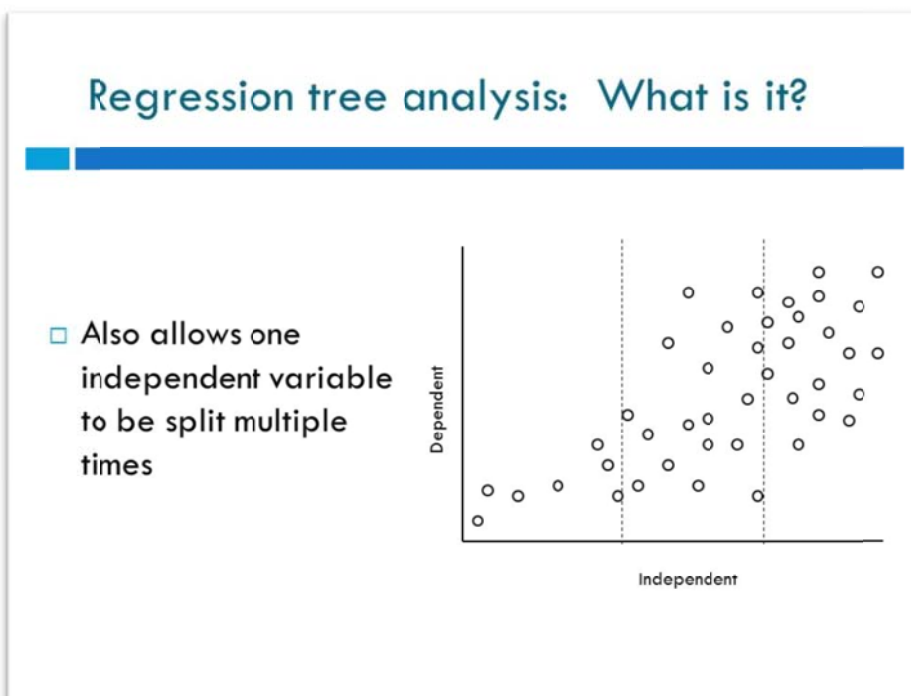 Regression tree analysis: What is it?
Also allows one
independent variable
to be split multiple
times
Dependent
Independent